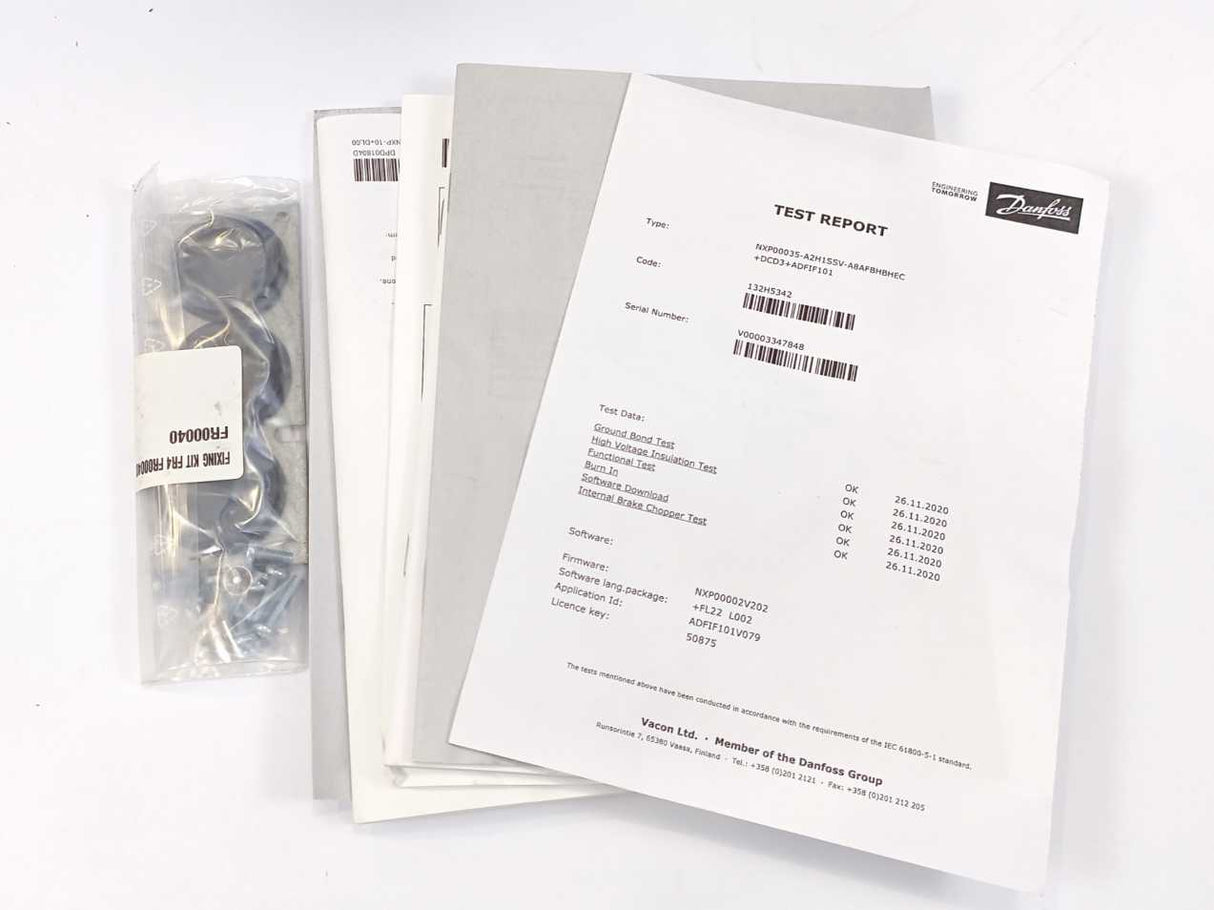 NXP-10+DL00
DPD01804D
ENGINEERING
TOMORROW
Danfoss
TEST REPORT
Type:
NXP00035-A2H1SSV-A8AFBHBHEC
+DCD3+ADFIF101
Code:
132H5342
Serial Number:
V00003347848
Test Data:
Ground Bond Test OK 26.11.2020
High Voltage Insulation Test OK 26.11.2020
Functional Test OK 26.11.2020
Burn In OK 26.11.2020
Software Download OK 26.11.2020
Internal Brake Chopper Test OK 26.11.2020
Software:
Firmware: NXP00002V202
Software lang.package: +FL22 L002
Application Id: ADFIF101V079
Licence key: 50875
The tests mentioned above have been conducted in accordance with the requirements of the IEC 61800-5-1 standard.
Vacon Ltd. · Member of the Danfoss Group
Runsorintie 7, 65380 Vaasa, Finland · Tel.: +358 (0)201 2121 · Fax: +358 (0)201 212 205
FIXING KIT FR4 FR00040
FR00040